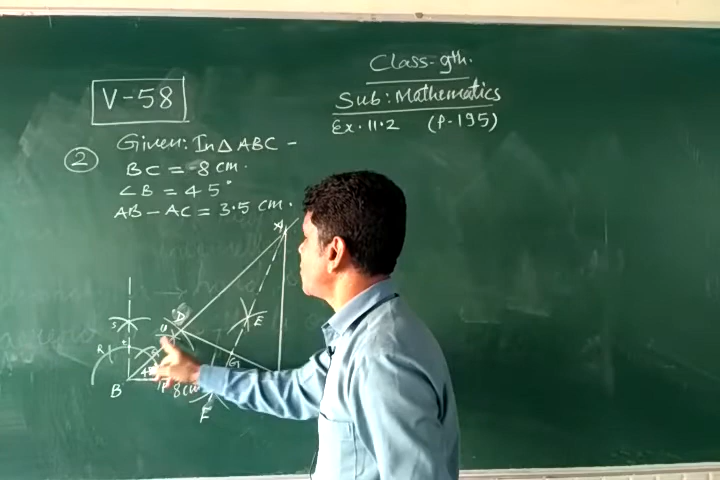 Class-9th.
Sub: Mathematics
Ex. 11.2 (P-195)
V-58
2 Given: In △ ABC -
BC = 8 cm.
∠B = 45°
AB - AC = 3.5 cm.
A
D
S
U
E
R
t
G
B
45
P
8cm
F